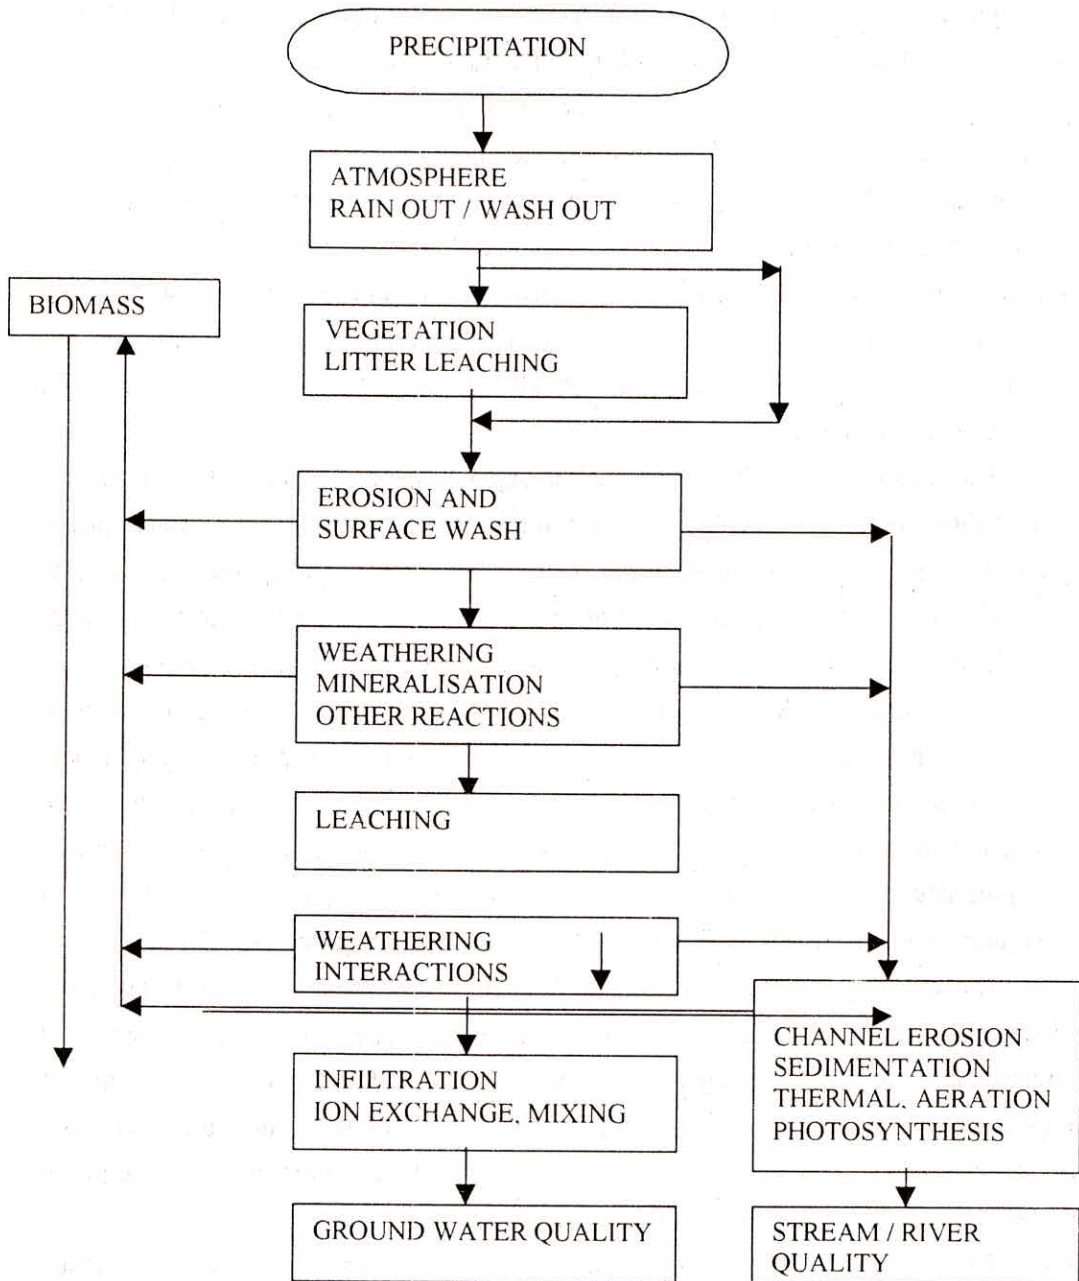 PRECIPITATION
ATMOSPHERE
RAIN OUT / WASH OUT
BIOMASS
VEGETATION
LITTER LEACHING
EROSION AND
SURFACE WASH
WEATHERING
MINERALISATION
OTHER REACTIONS
LEACHING
WEATHERING
INTERACTIONS
CHANNEL EROSION
SEDIMENTATION
THERMAL, AERATION
PHOTOSYNTHESIS
INFILTRATION
ION EXCHANGE, MIXING
GROUND WATER QUALITY
STREAM / RIVER
QUALITY